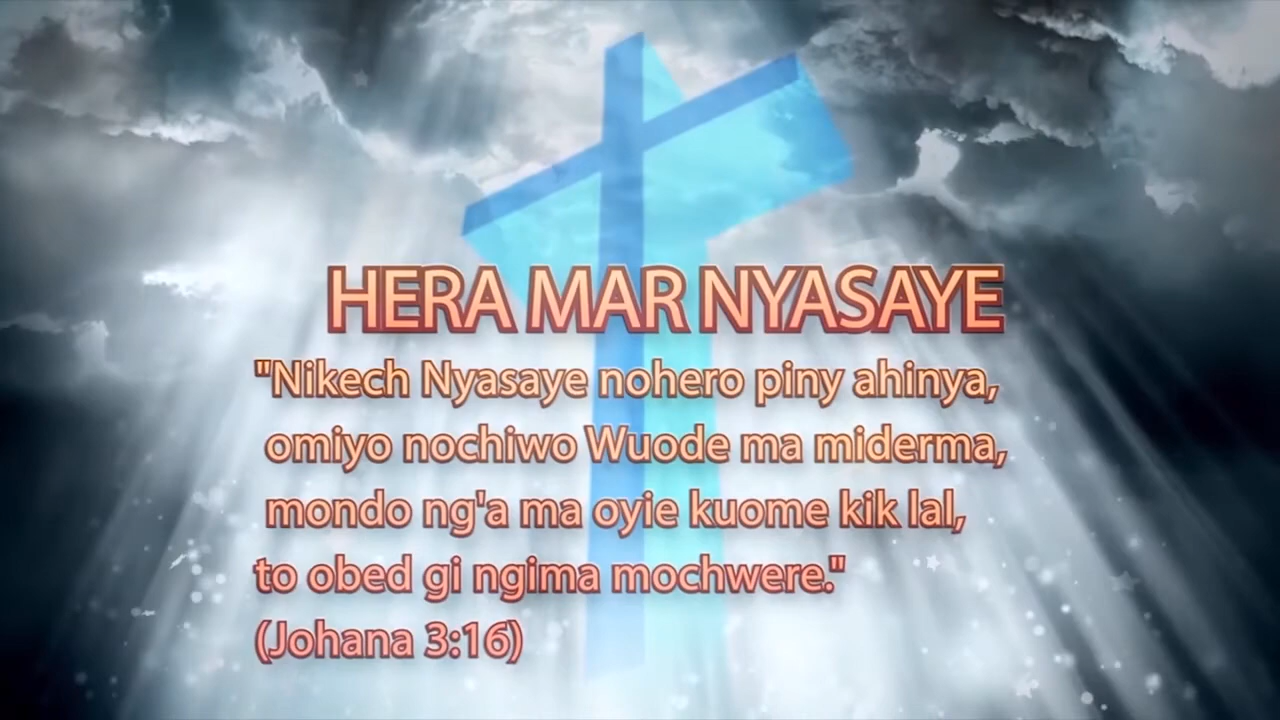 HERA MAR NYASAYE
"Nikech Nyasaye nohero piny ahinya,
omiyo nochiwo Wuode ma miderma,
mondo ng'a ma oyie kuome kik lal,
to obed gi ngima mochwere."
(Johana 3:16)